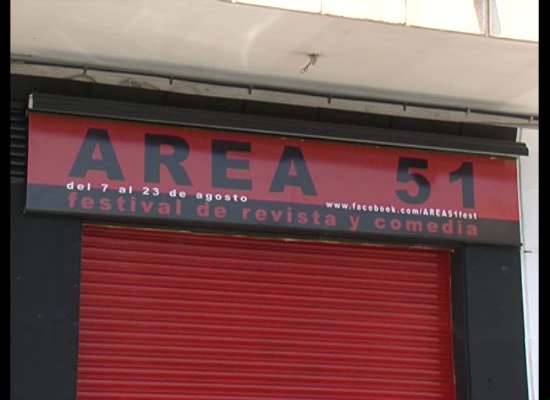 AREA 51
del 7 al 23 de agosto
www.facebook.com/AREA51fest
festival de revista y comedia